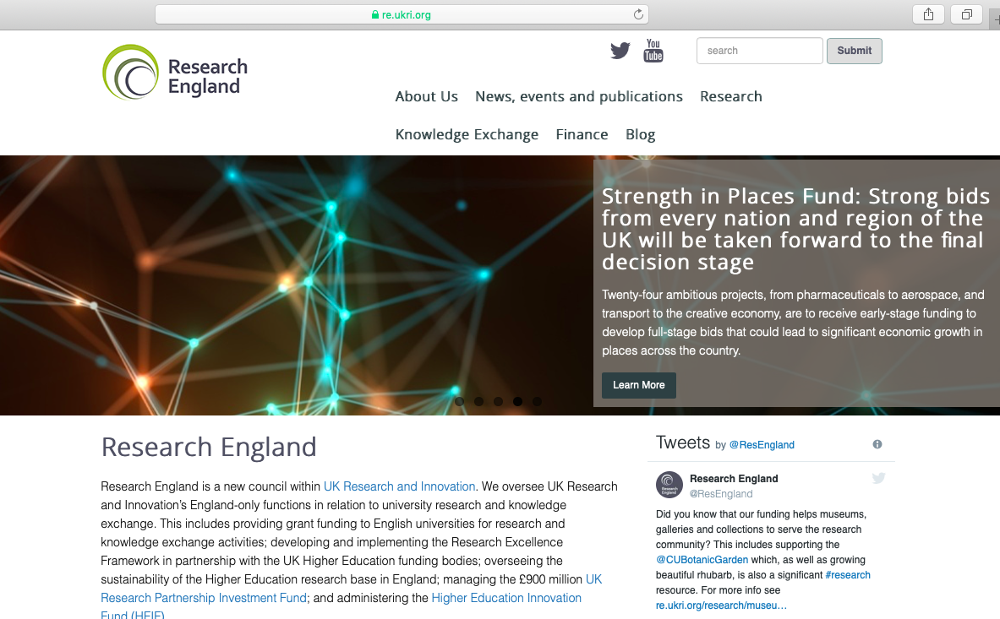 re.ukri.org
You
Tube
search
Submit
Research
England
About Us News, events and publications Research
Knowledge Exchange Finance Blog
Strength in Places Fund: Strong bids
from every nation and region of the
UK will be taken forward to the final
decision stage
Twenty-four ambitious projects, from pharmaceuticals to aerospace, and
transport to the creative economy, are to receive early-stage funding to
develop full-stage bids that could lead to significant economic growth in
places across the country.
Learn More
Research England
Research England is a new council within UK Research and Innovation. We oversee UK Research
and Innovation’s England-only functions in relation to university research and knowledge
exchange. This includes providing grant funding to English universities for research and
knowledge exchange activities; developing and implementing the Research Excellence
Framework in partnership with the UK Higher Education funding bodies; overseeing the
sustainability of the Higher Education research base in England; managing the £900 million UK
Research Partnership Investment Fund; and administering the Higher Education Innovation
Fund (HEIF)
Tweets by @ResEngland
Research
England
Research England
@ResEngland
Did you know that our funding helps museums,
galleries and collections to serve the research
community? This includes supporting the
@CUBotanicGarden which, as well as growing
beautiful rhubarb, is also a significant #research
resource. For more info see
re.ukri.org/research/museu…